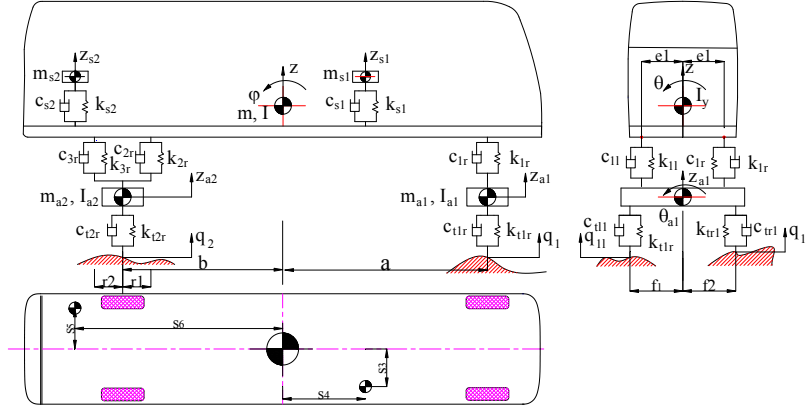 z_s2
m_s2
c_s2
k_s2
φ
z
m, I
z_s1
m_s1
c_s1
k_s1
c_3r
k_3r
c_2r
k_2r
c_1r
k_1r
z_a2
m_a2, I_a2
z_a1
m_a1, I_a1
c_t2r
k_t2r
c_t1r
k_t1r
q_2
q_1
b
a
r2
r1
s5
s6
s3
s4
e1
e1
z
θ
I_y
c_1l
k_1l
c_1r
k_1r
z_a1
θ_a1
c_t1l
k_t1r
k_tr1
c_tr1
q_1l
q_1
f1
f2